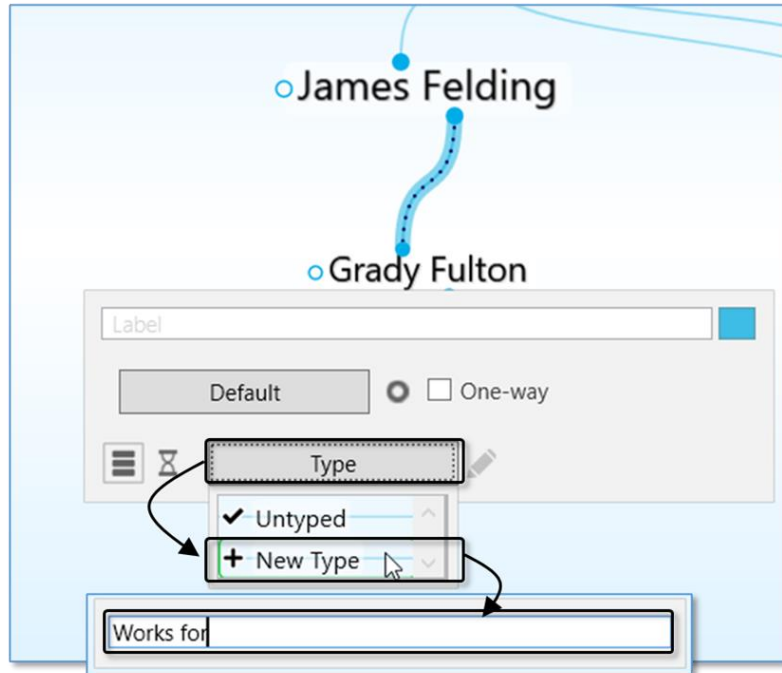 James Felding
Grady Fulton
Label
Default One-way
Type
Untyped
New Type
Works for